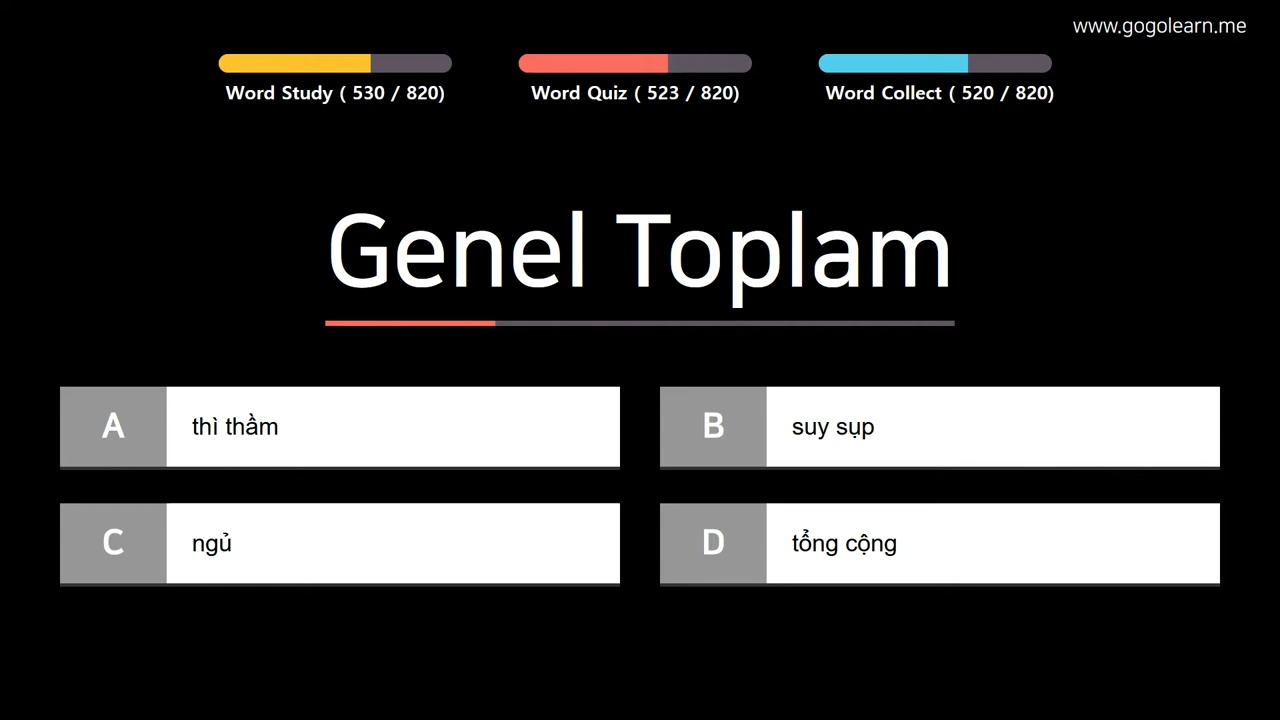 www.gogolearn.me
Word Study ( 530 / 820)
Word Quiz ( 523 / 820)
Word Collect ( 520 / 820)
Genel Toplam
A
thì thầm
B
suy sụp
C
ngủ
D
tổng cộng